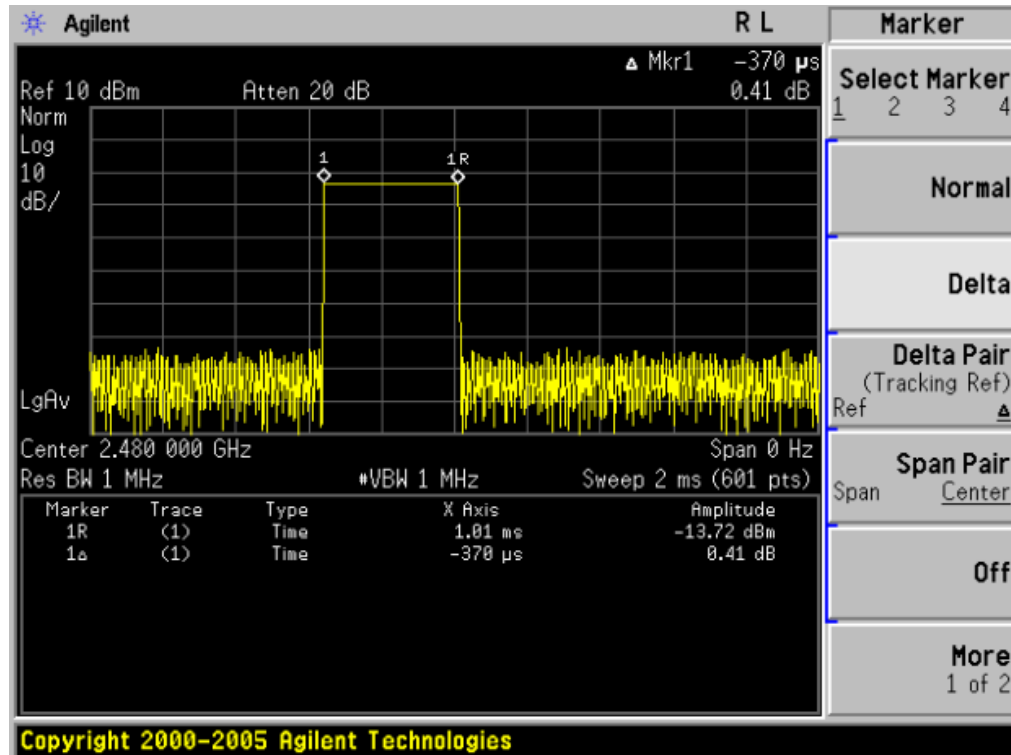 Agilent R L Marker
Δ Mkr1 -370 µs
Ref 10 dBm Atten 20 dB 0.41 dB
Norm
Log
10
dB/
1 1R
LgAv
Center 2.480 000 GHz Span 0 Hz
Res BW 1 MHz #VBW 1 MHz Sweep 2 ms (601 pts)
Marker Trace Type X Axis Amplitude
1R (1) Time 1.01 ms -13.72 dBm
1Δ (1) Time -370 µs 0.41 dB
Select Marker
1 2 3 4
Normal
Delta
Delta Pair
(Tracking Ref)
Ref Δ
Span Pair
Span Center
Off
More
1 of 2
Copyright 2000-2005 Agilent Technologies